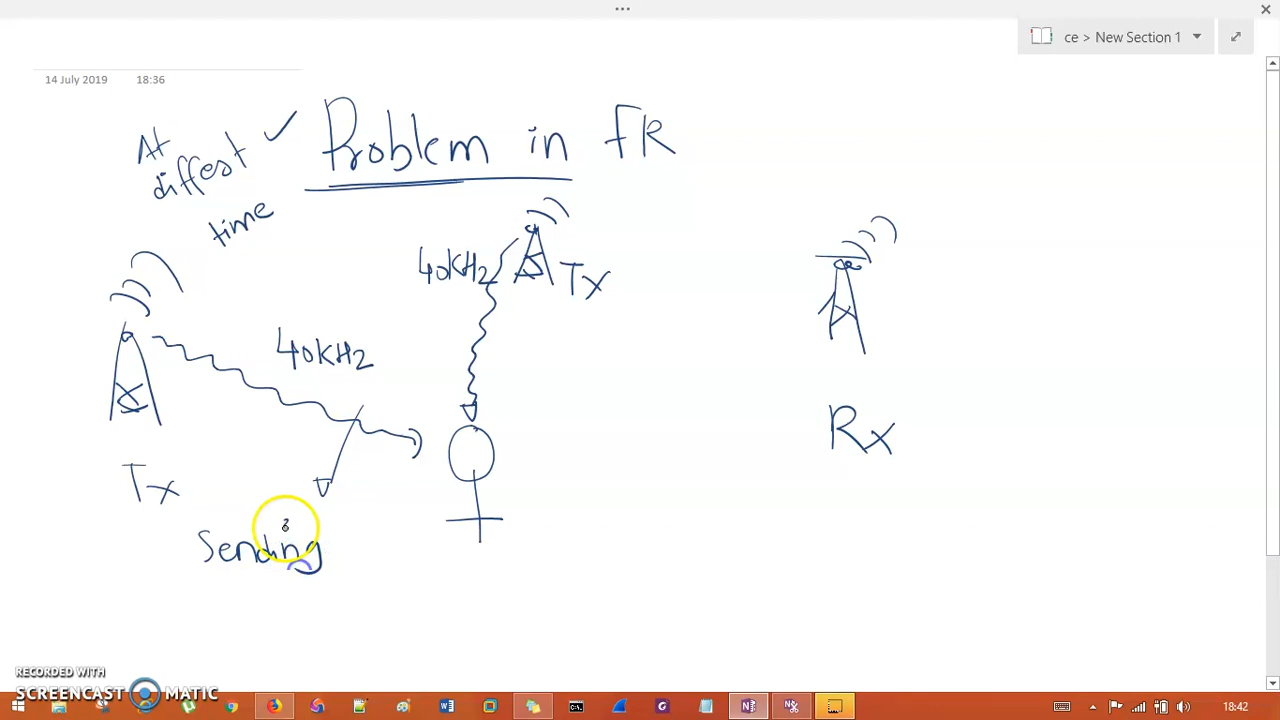 ce > New Section 1
14 July 2019 18:36
Problem in FR
At
diffest
time
40KHz
Tx
40KHz
Rx
Tx
Sending
RECORDED WITH
SCREENCAST MATIC
18:42